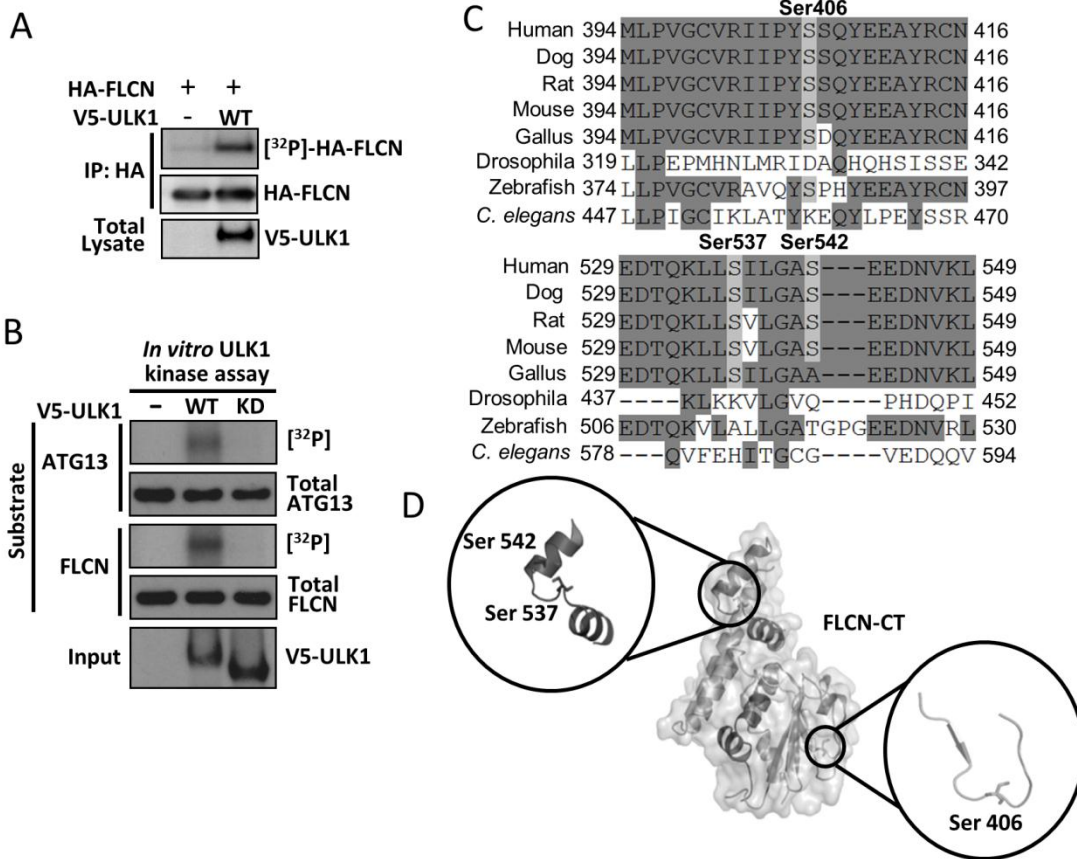 A
HA-FLCN + +
V5-ULK1 - WT
IP: HA
[³²P]-HA-FLCN
HA-FLCN
Total Lysate
V5-ULK1
B
In vitro ULK1
kinase assay
V5-ULK1 – WT KD
Substrate
ATG13
[³²P]
Total
ATG13
FLCN
[³²P]
Total
FLCN
Input
V5-ULK1
C
Ser406
Human 394 MLPVGCVRIIPYSSQYEEAYRCN 416
Dog 394 MLPVGCVRIIPYSSQYEEAYRCN 416
Rat 394 MLPVGCVRIIPYSSQYEEAYRCN 416
Mouse 394 MLPVGCVRIIPYSSQYEEAYRCN 416
Gallus 394 MLPVGCVRIIPYSDQYEEAYRCN 416
Drosophila 319 LLPEPMHNLMRIDAQHQHSISSE 342
Zebrafish 374 LLPVGCVRAVQYSPHYEEAYRCN 397
C. elegans 447 LLPIGCIKLATYKEQYLPEYSSR 470
Ser537 Ser542
Human 529 EDTQKLLSILGAS---EEDNVKL 549
Dog 529 EDTQKLLSILGAS---EEDNVKL 549
Rat 529 EDTQKLLSVLGAS---EEDNVKL 549
Mouse 529 EDTQKLLSVLGAS---EEDNVKL 549
Gallus 529 EDTQKLLSILGAA---EEDNVKL 549
Drosophila 437 ----KLKKVLGVQ---PHDQPI 452
Zebrafish 506 EDTQKVLALLGATGPGEEDNVRL 530
C. elegans 578 ---QVFEHITGCG---VEDQQV 594
D
Ser 542
Ser 537
FLCN-CT
Ser 406